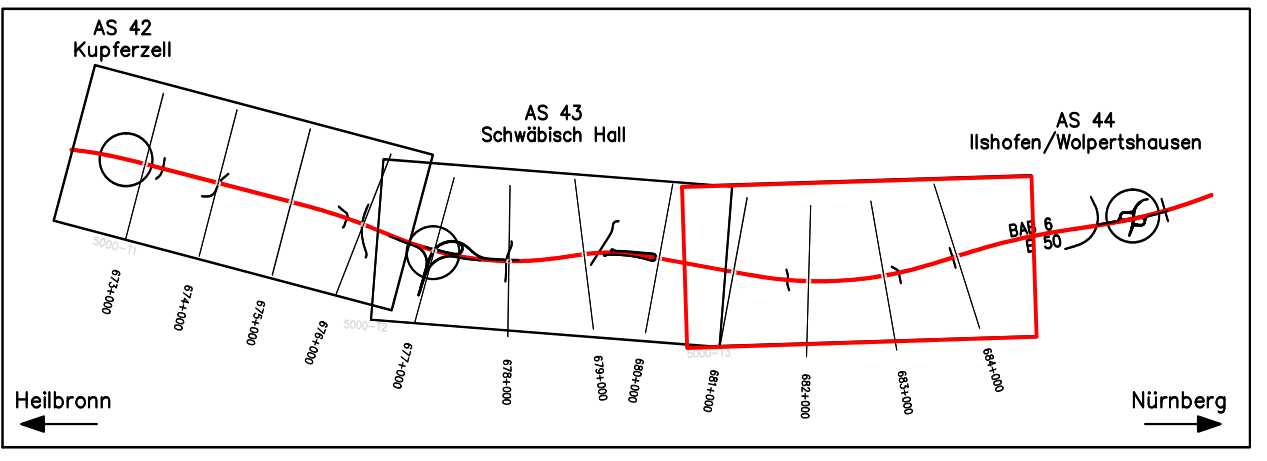 AS 42
Kupferzell
AS 43
Schwäbisch Hall
AS 44
Ilshofen/Wolpertshausen
BAB 6
E 50
5000-T1
5000-T2
5000-T3
673+000
674+000
675+000
676+000
677+000
678+000
679+000
680+000
681+000
682+000
683+000
684+000
Heilbronn
Nürnberg